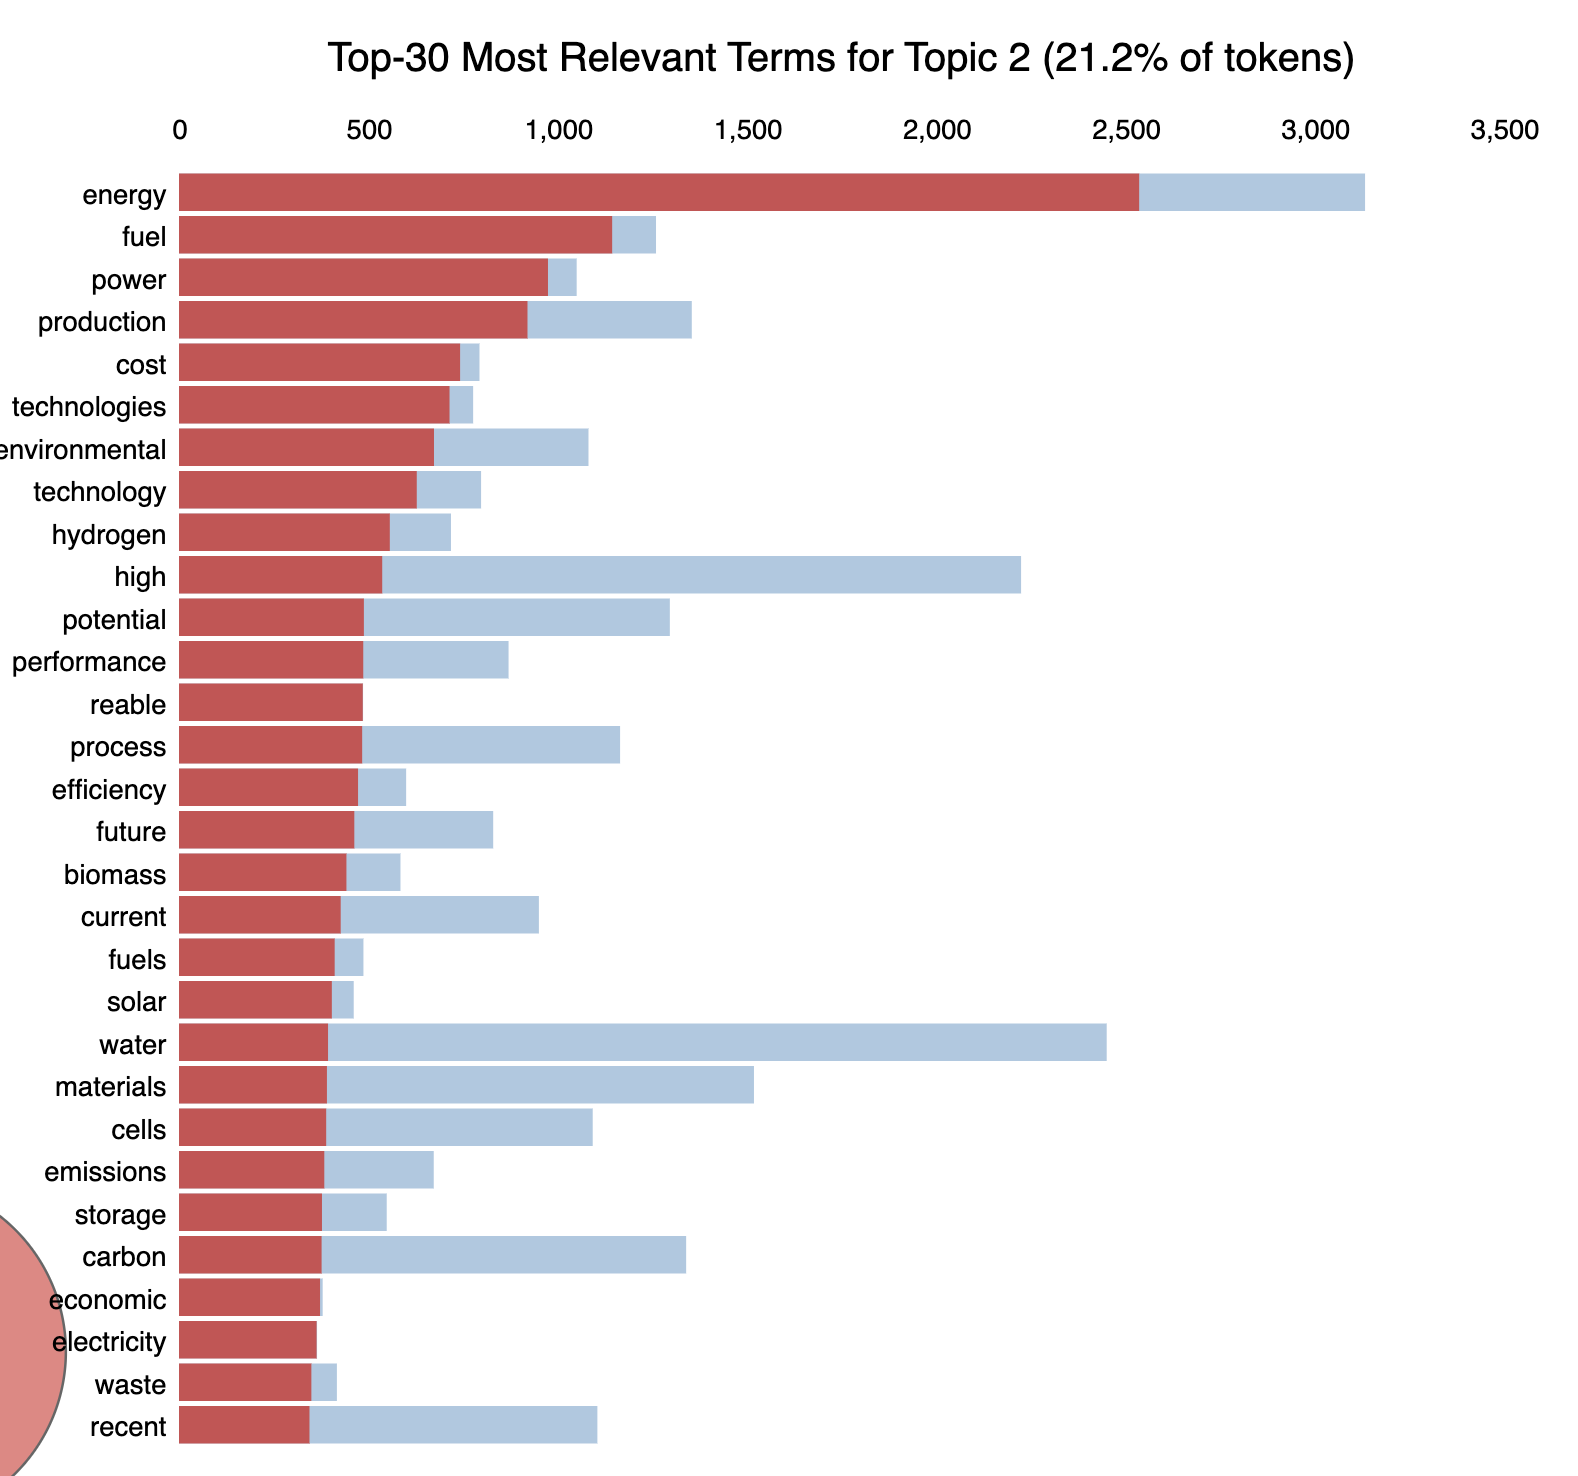 Top-30 Most Relevant Terms for Topic 2 (21.2% of tokens)
0 500 1,000 1,500 2,000 2,500 3,000 3,500
energy
fuel
power
production
cost
technologies
environmental
technology
hydrogen
high
potential
performance
reable
process
efficiency
future
biomass
current
fuels
solar
water
materials
cells
emissions
storage
carbon
economic
electricity
waste
recent